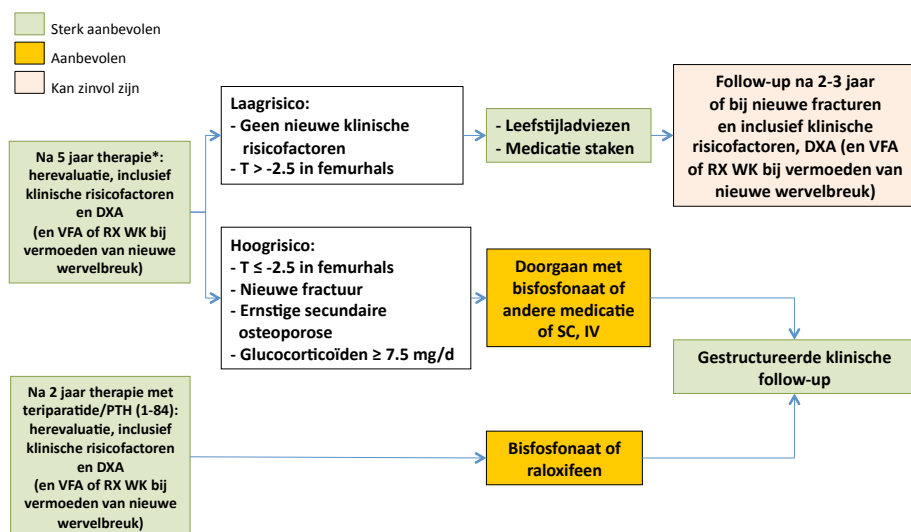 Sterk aanbevolen
Aanbevolen
Kan zinvol zijn
Na 5 jaar therapie*:
herevaluatie, inclusief
klinische risicofactoren
en DXA
(en VFA of RX WK bij
vermoeden van nieuwe
wervelbreuk)
Laagrisico:
- Geen nieuwe klinische
risicofactoren
- T > -2.5 in femurhals
- Leefstijladviezen
- Medicatie staken
Follow-up na 2-3 jaar
of bij nieuwe fracturen
en inclusief klinische
risicofactoren, DXA (en VFA
of RX WK bij vermoeden van
nieuwe wervelbreuk)
Hoogrisico:
- T ≤ -2.5 in femurhals
- Nieuwe fractuur
- Ernstige secundaire
osteoporose
- Glucocorticoïden ≥ 7.5 mg/d
Doorgaan met
bisfosfonaat of
andere medicatie
of SC, IV
Gestructureerde klinische
follow-up
Na 2 jaar therapie met
teriparatide/PTH (1-84):
herevaluatie, inclusief
klinische risicofactoren
en DXA
(en VFA of RX WK bij
vermoeden van nieuwe
wervelbreuk)
Bisfosfonaat of
raloxifeen